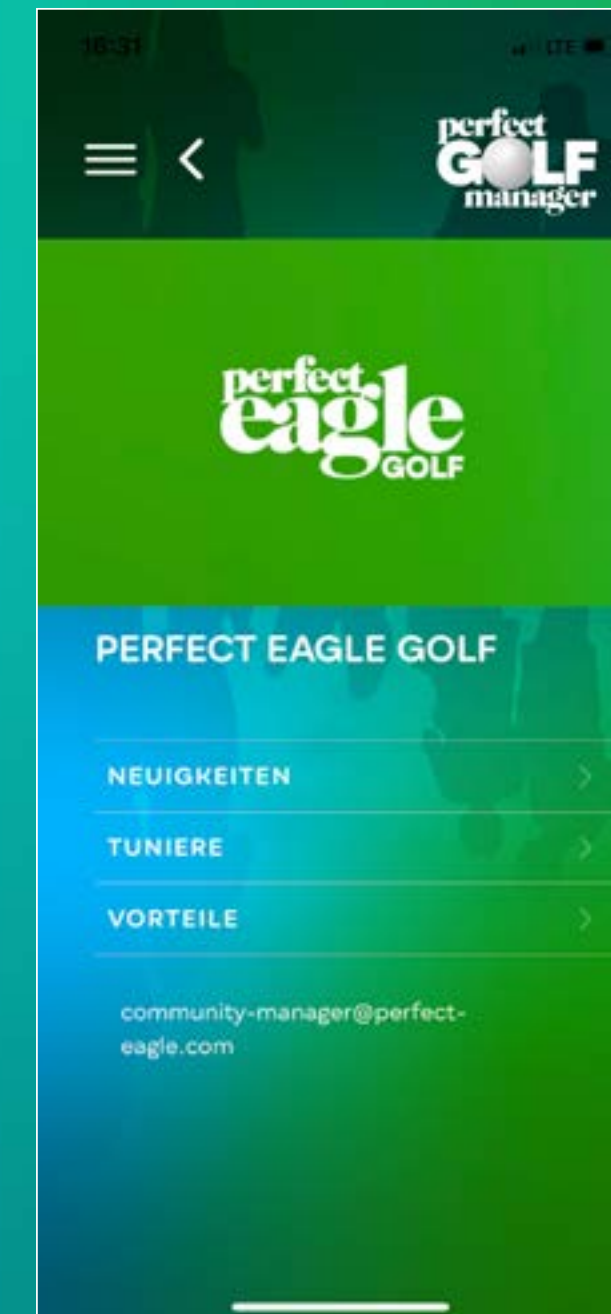 16:31
LTE
perfect
GOLF
manager
perfect
eagle
GOLF
PERFECT EAGLE GOLF
NEUIGKEITEN
TUNIERE
VORTEILE
community-manager@perfect-
eagle.com